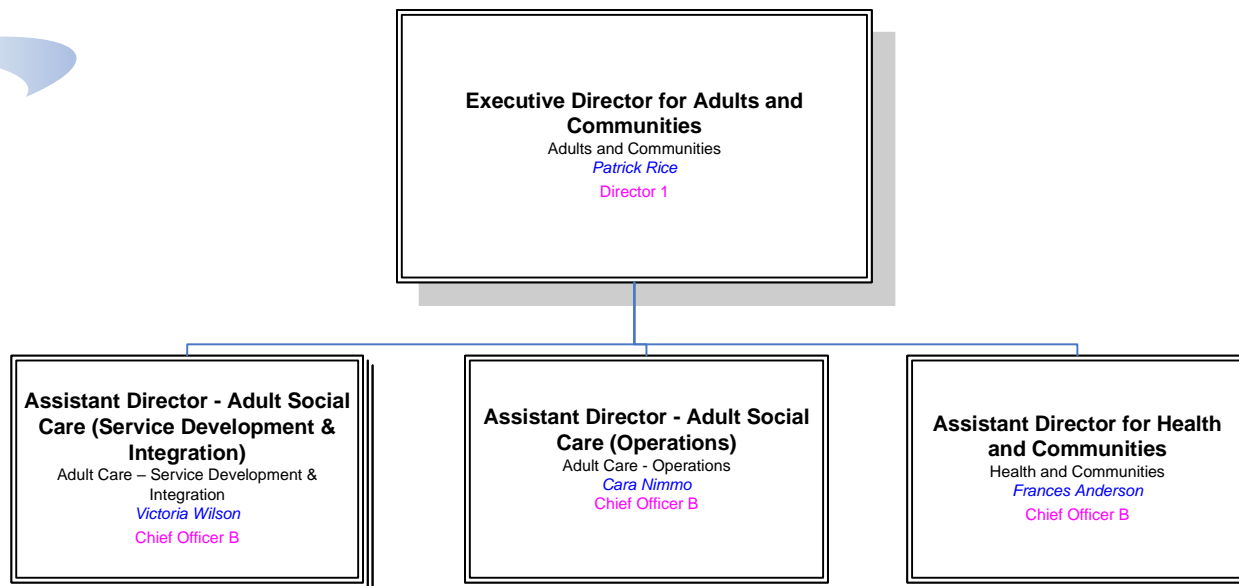 Executive Director for Adults and
Communities
Adults and Communities
Patrick Rice
Director 1
Assistant Director - Adult Social
Care (Service Development &
Integration)
Adult Care – Service Development &
Integration
Victoria Wilson
Chief Officer B
Assistant Director - Adult Social
Care (Operations)
Adult Care - Operations
Cara Nimmo
Chief Officer B
Assistant Director for Health
and Communities
Health and Communities
Frances Anderson
Chief Officer B